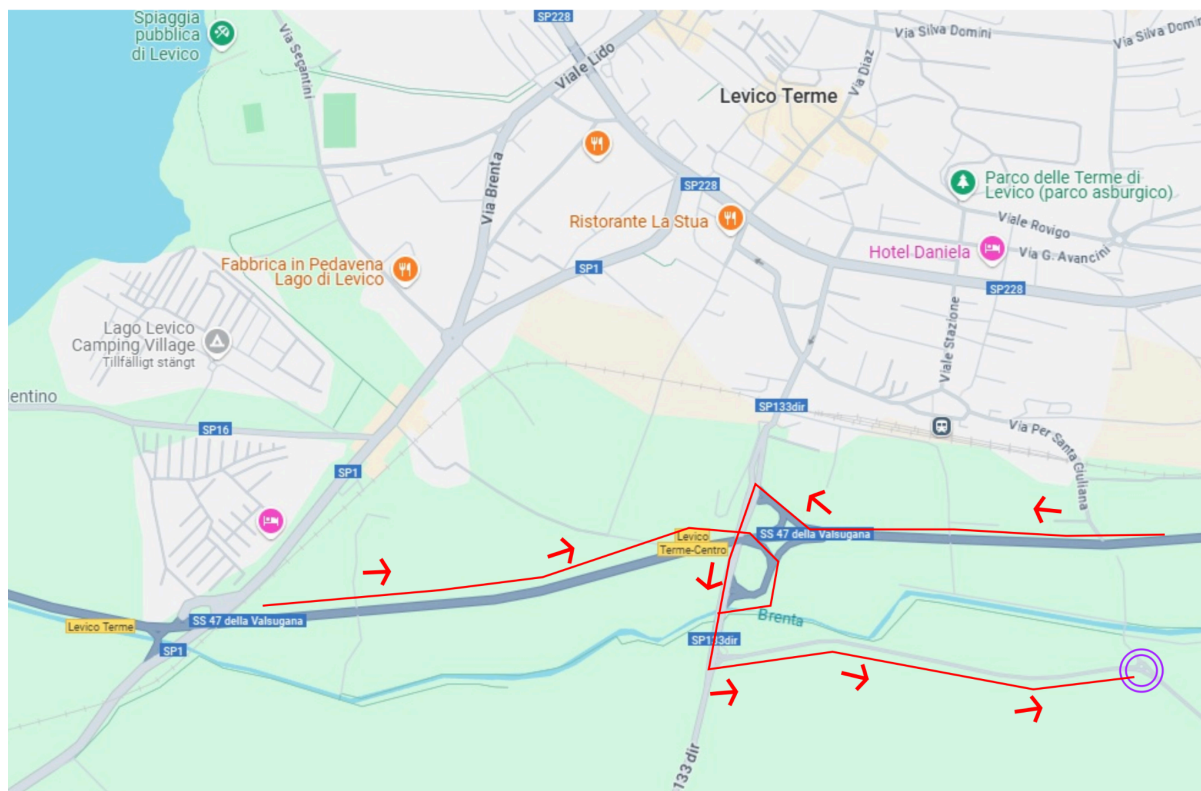 Spiaggia
pubblica
di Levico
Via Segantini
SP228
Viale Lido
Via Silva Domini
Via Silva Domini
Via Diaz
Levico Terme
Via Brenta
SP228
Parco delle Terme di
Levico (parco asburgico)
Ristorante La Stua
Viale Rovigo
Hotel Daniela
Via G. Avancini
Fabbrica in Pedavena
Lago di Levico
SP1
SP228
Lago Levico
Camping Village
Tillfälligt stängt
Viale Stazione
lentino
SP133dir
SP16
Via Per Santa Giuliana
SP1
Levico
Terme-Centro
SS 47 della Valsugana
SS 47 della Valsugana
Brenta
Levico Terme
SP1
SP133dir
133 dir